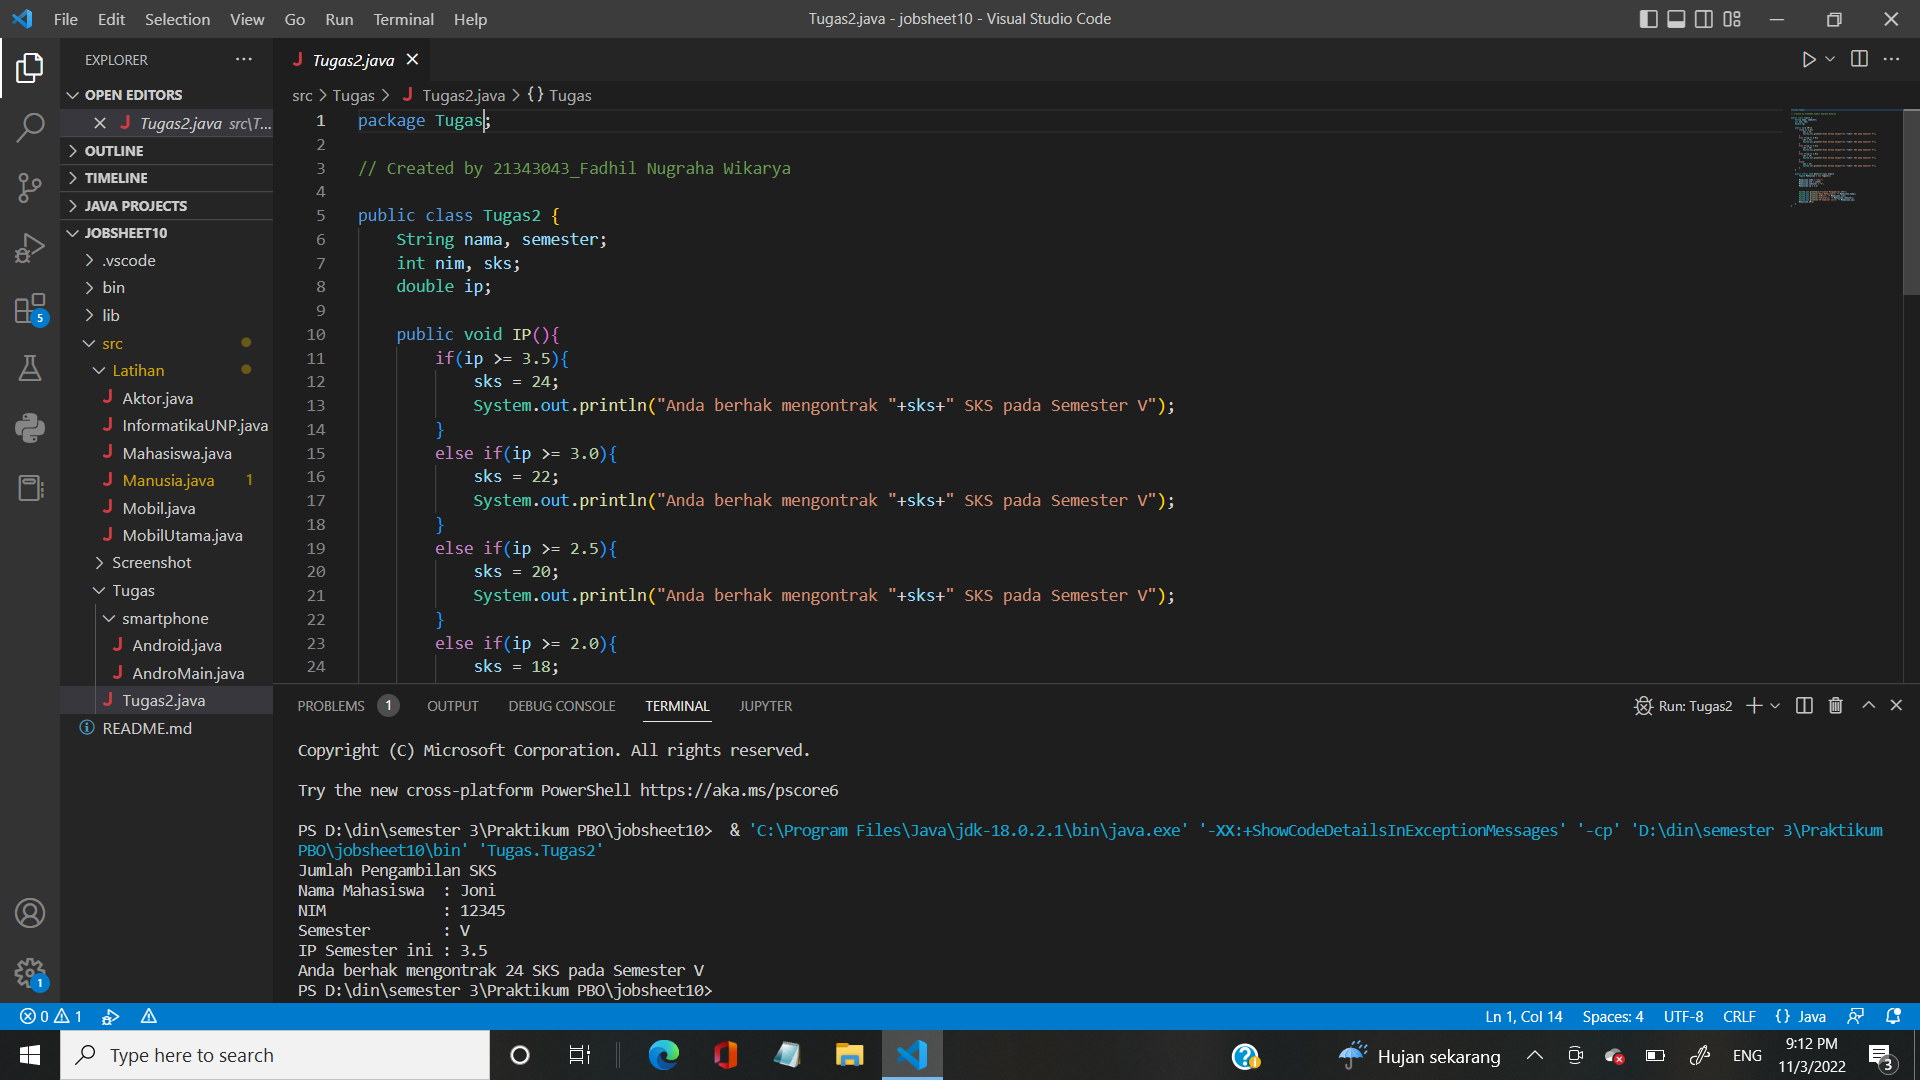 File Edit Selection View Go Run Terminal Help
Tugas2.java - jobsheet10 - Visual Studio Code
EXPLORER
OPEN EDITORS
Tugas2.java src\T...
OUTLINE
TIMELINE
JAVA PROJECTS
JOBSHEET10
.vscode
bin
lib
src
Latihan
Aktor.java
InformatikaUNP.java
Mahasiswa.java
Manusia.java 1
Mobil.java
MobilUtama.java
Screenshot
Tugas
smartphone
Android.java
AndroMain.java
Tugas2.java
README.md
5
1
Tugas2.java
src > Tugas > Tugas2.java > {} Tugas
1 package Tugas;
2
3 // Created by 21343043_Fadhil Nugraha Wikarya
4
5 public class Tugas2 {
6 String nama, semester;
7 int nim, sks;
8 double ip;
9
10 public void IP(){
11 if(ip >= 3.5){
12 sks = 24;
13 System.out.println("Anda berhak mengontrak "+sks+" SKS pada Semester V");
14 }
15 else if(ip >= 3.0){
16 sks = 22;
17 System.out.println("Anda berhak mengontrak "+sks+" SKS pada Semester V");
18 }
19 else if(ip >= 2.5){
20 sks = 20;
21 System.out.println("Anda berhak mengontrak "+sks+" SKS pada Semester V");
22 }
23 else if(ip >= 2.0){
24 sks = 18;
PROBLEMS 1 OUTPUT DEBUG CONSOLE TERMINAL JUPYTER
Run: Tugas2
Copyright (C) Microsoft Corporation. All rights reserved.
Try the new cross-platform PowerShell https://aka.ms/pscore6
PS D:\din\semester 3\Praktikum PBO\jobsheet10> & 'C:\Program Files\Java\jdk-18.0.2.1\bin\java.exe' '-XX:+ShowCodeDetailsInExceptionMessages' '-cp' 'D:\din\semester 3\Praktikum
PBO\jobsheet10\bin' 'Tugas.Tugas2'
Jumlah Pengambilan SKS
Nama Mahasiswa : Joni
NIM : 12345
Semester : V
IP Semester ini : 3.5
Anda berhak mengontrak 24 SKS pada Semester V
PS D:\din\semester 3\Praktikum PBO\jobsheet10>
0 1
Ln 1, Col 14 Spaces: 4 UTF-8 CRLF {} Java
Type here to search
Hujan sekarang
ENG
9:12 PM
11/3/2022
3